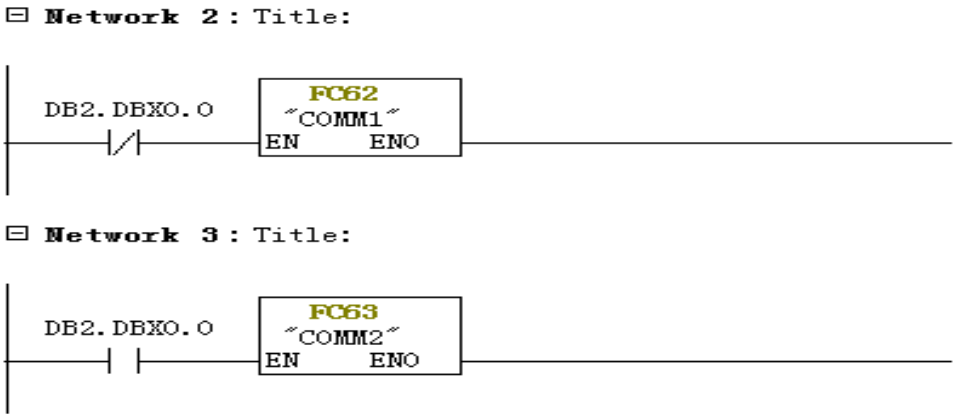 Network 2 : Title:
DB2.DBX0.0
FC62
"COMM1"
EN ENO
Network 3 : Title:
DB2.DBX0.0
FC63
"COMM2"
EN ENO